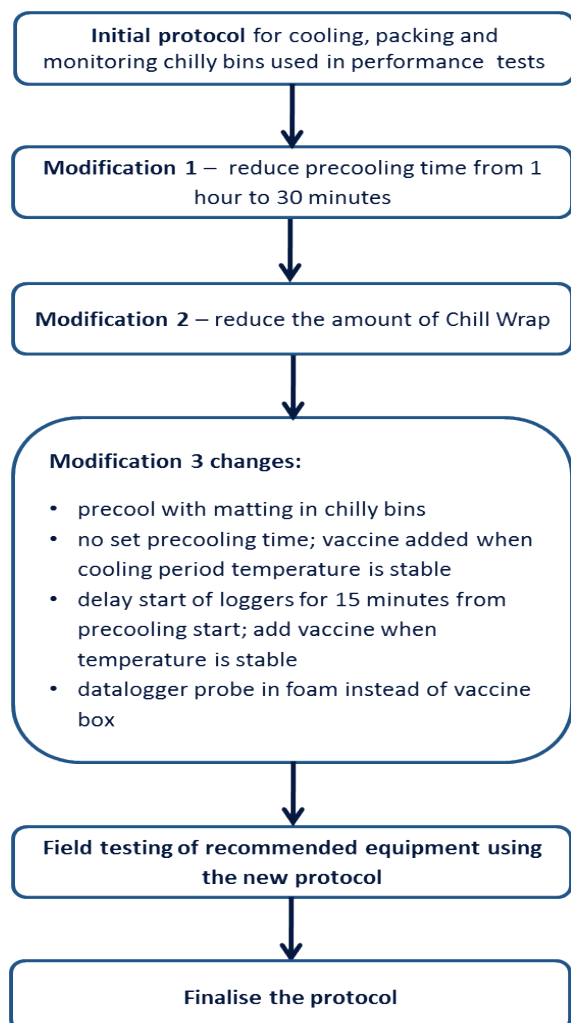 Initial protocol for cooling, packing and
monitoring chilly bins used in performance tests
Modification 1 – reduce precooling time from 1
hour to 30 minutes
Modification 2 – reduce the amount of Chill Wrap
Modification 3 changes:
• precool with matting in chilly bins
• no set precooling time; vaccine added when
cooling period temperature is stable
• delay start of loggers for 15 minutes from
precooling start; add vaccine when
temperature is stable
• datalogger probe in foam instead of vaccine
box
Field testing of recommended equipment using
the new protocol
Finalise the protocol